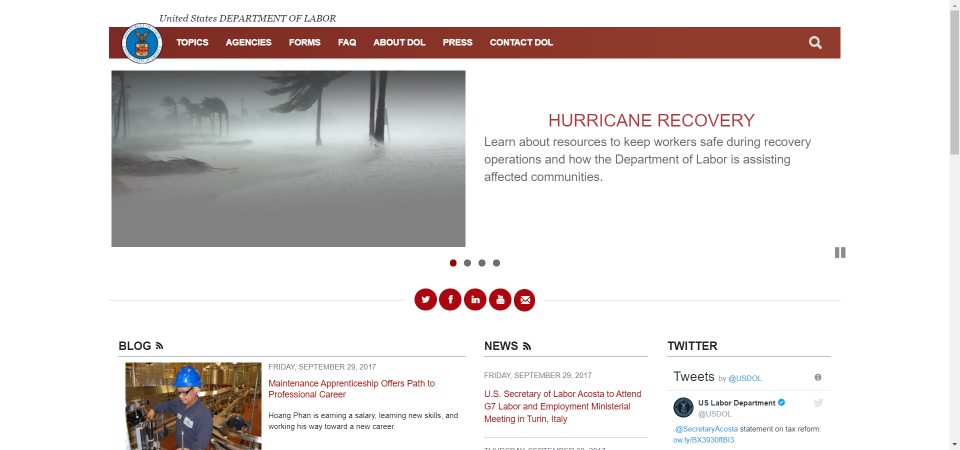 United States DEPARTMENT OF LABOR
TOPICS AGENCIES FORMS FAQ ABOUT DOL PRESS CONTACT DOL
HURRICANE RECOVERY
Learn about resources to keep workers safe during recovery
operations and how the Department of Labor is assisting
affected communities.
BLOG
FRIDAY, SEPTEMBER 29, 2017
Maintenance Apprenticeship Offers Path to
Professional Career
Hoang Phan is earning a salary, learning new skills, and
working his way toward a new career.
NEWS
FRIDAY, SEPTEMBER 29, 2017
U.S. Secretary of Labor Acosta to Attend
G7 Labor and Employment Ministerial
Meeting in Turin, Italy
THURSDAY, SEPTEMBER 28, 2017
TWITTER
Tweets by @USDOL
US Labor Department
@USDOL
.@SecretaryAcosta statement on tax reform:
ow.ly/BX3930ftBI3